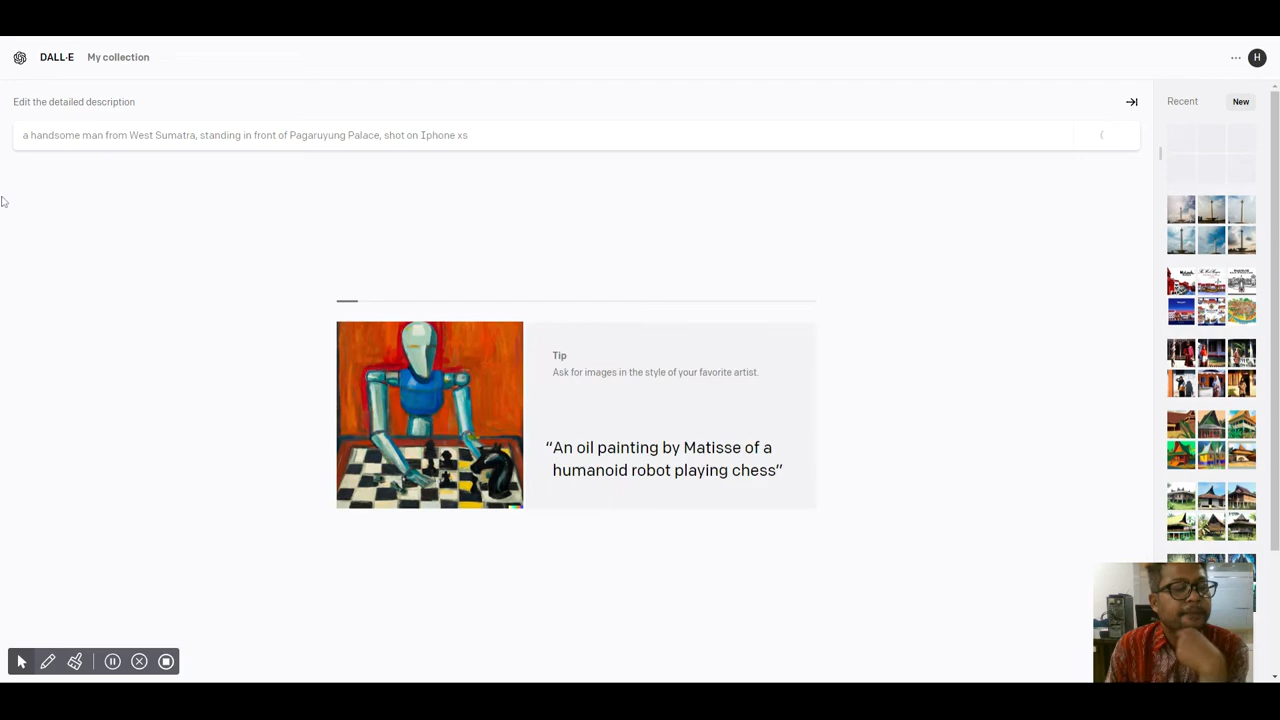 DALL·E
My collection
H
Edit the detailed description
a handsome man from West Sumatra, standing in front of Pagaruyung Palace, shot on Iphone xs
Recent
New
Tip
Ask for images in the style of your favorite artist.
“An oil painting by Matisse of a
humanoid robot playing chess”